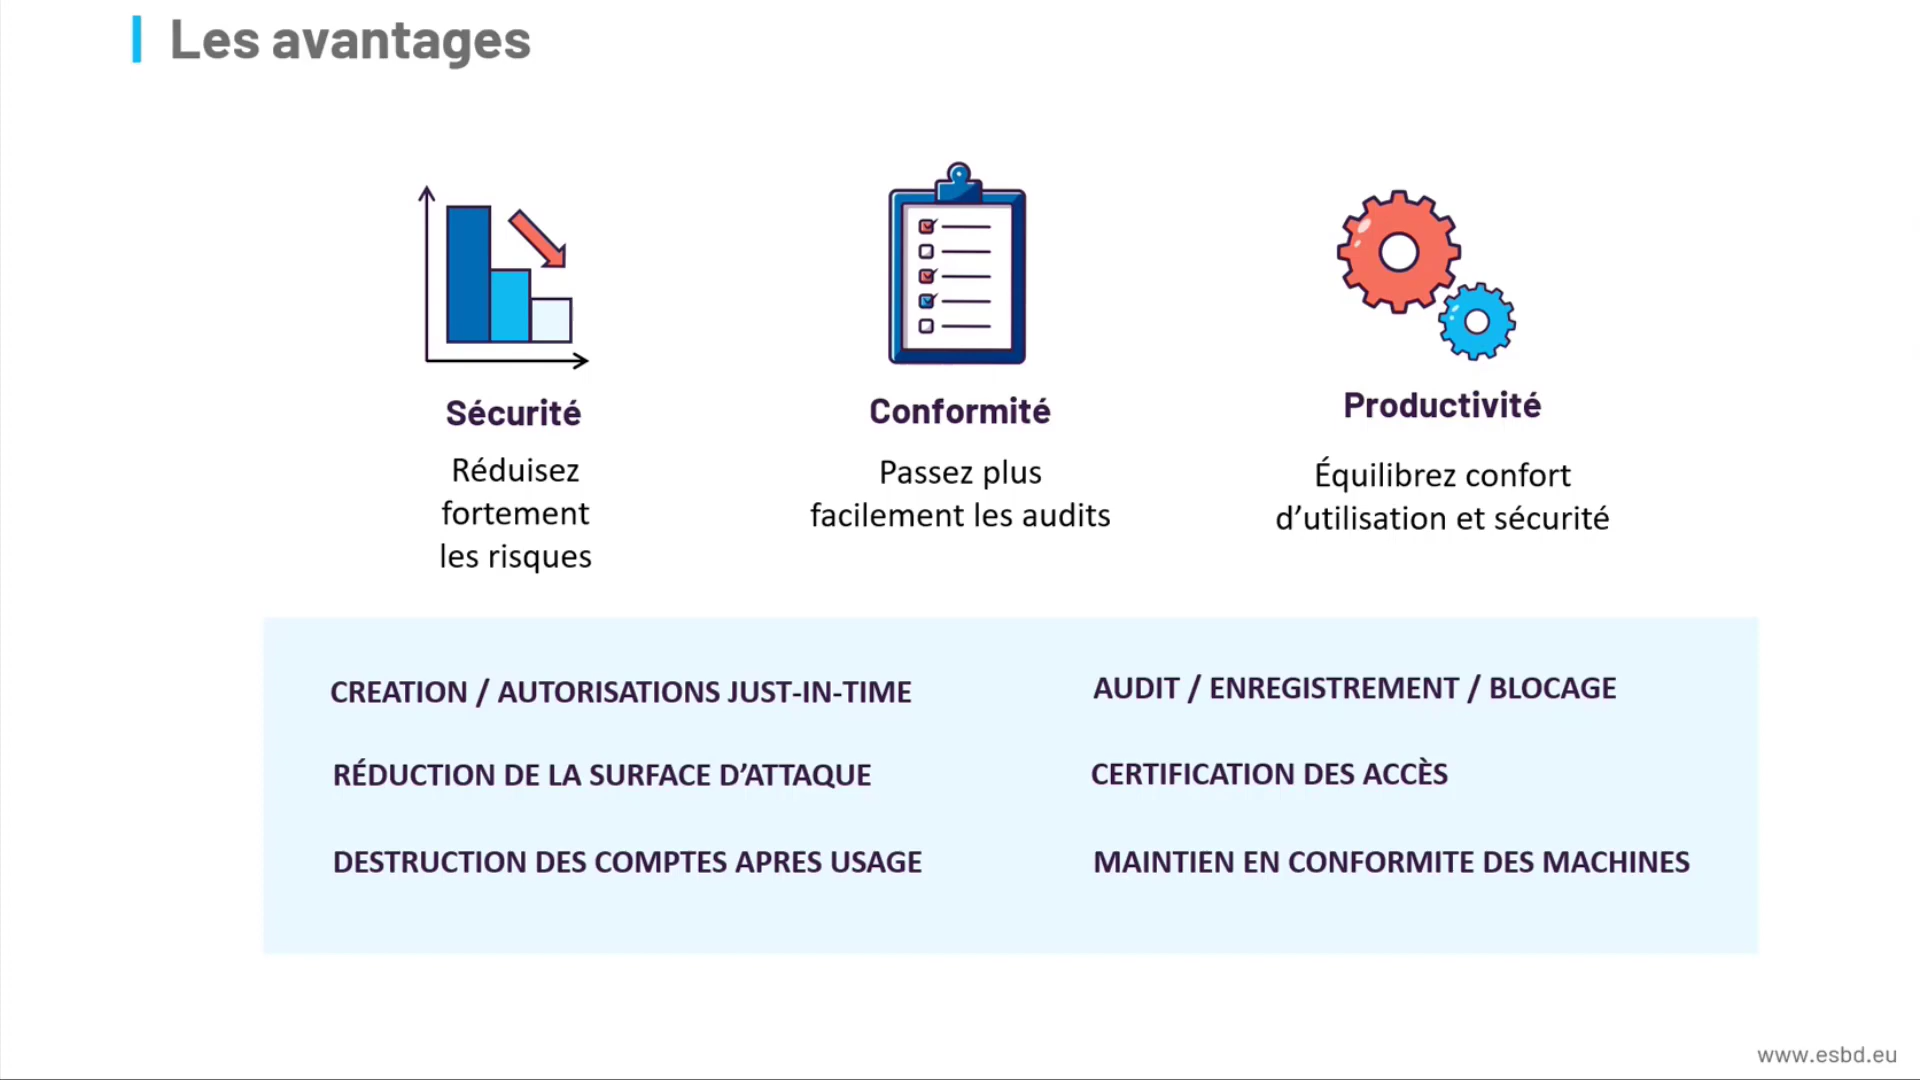 Les avantages
Sécurité
Réduisez
fortement
les risques
Conformité
Passez plus
facilement les audits
Productivité
Équilibrez confort
d’utilisation et sécurité
CREATION / AUTORISATIONS JUST-IN-TIME
RÉDUCTION DE LA SURFACE D’ATTAQUE
DESTRUCTION DES COMPTES APRES USAGE
AUDIT / ENREGISTREMENT / BLOCAGE
CERTIFICATION DES ACCÈS
MAINTIEN EN CONFORMITE DES MACHINES
www.esbd.eu